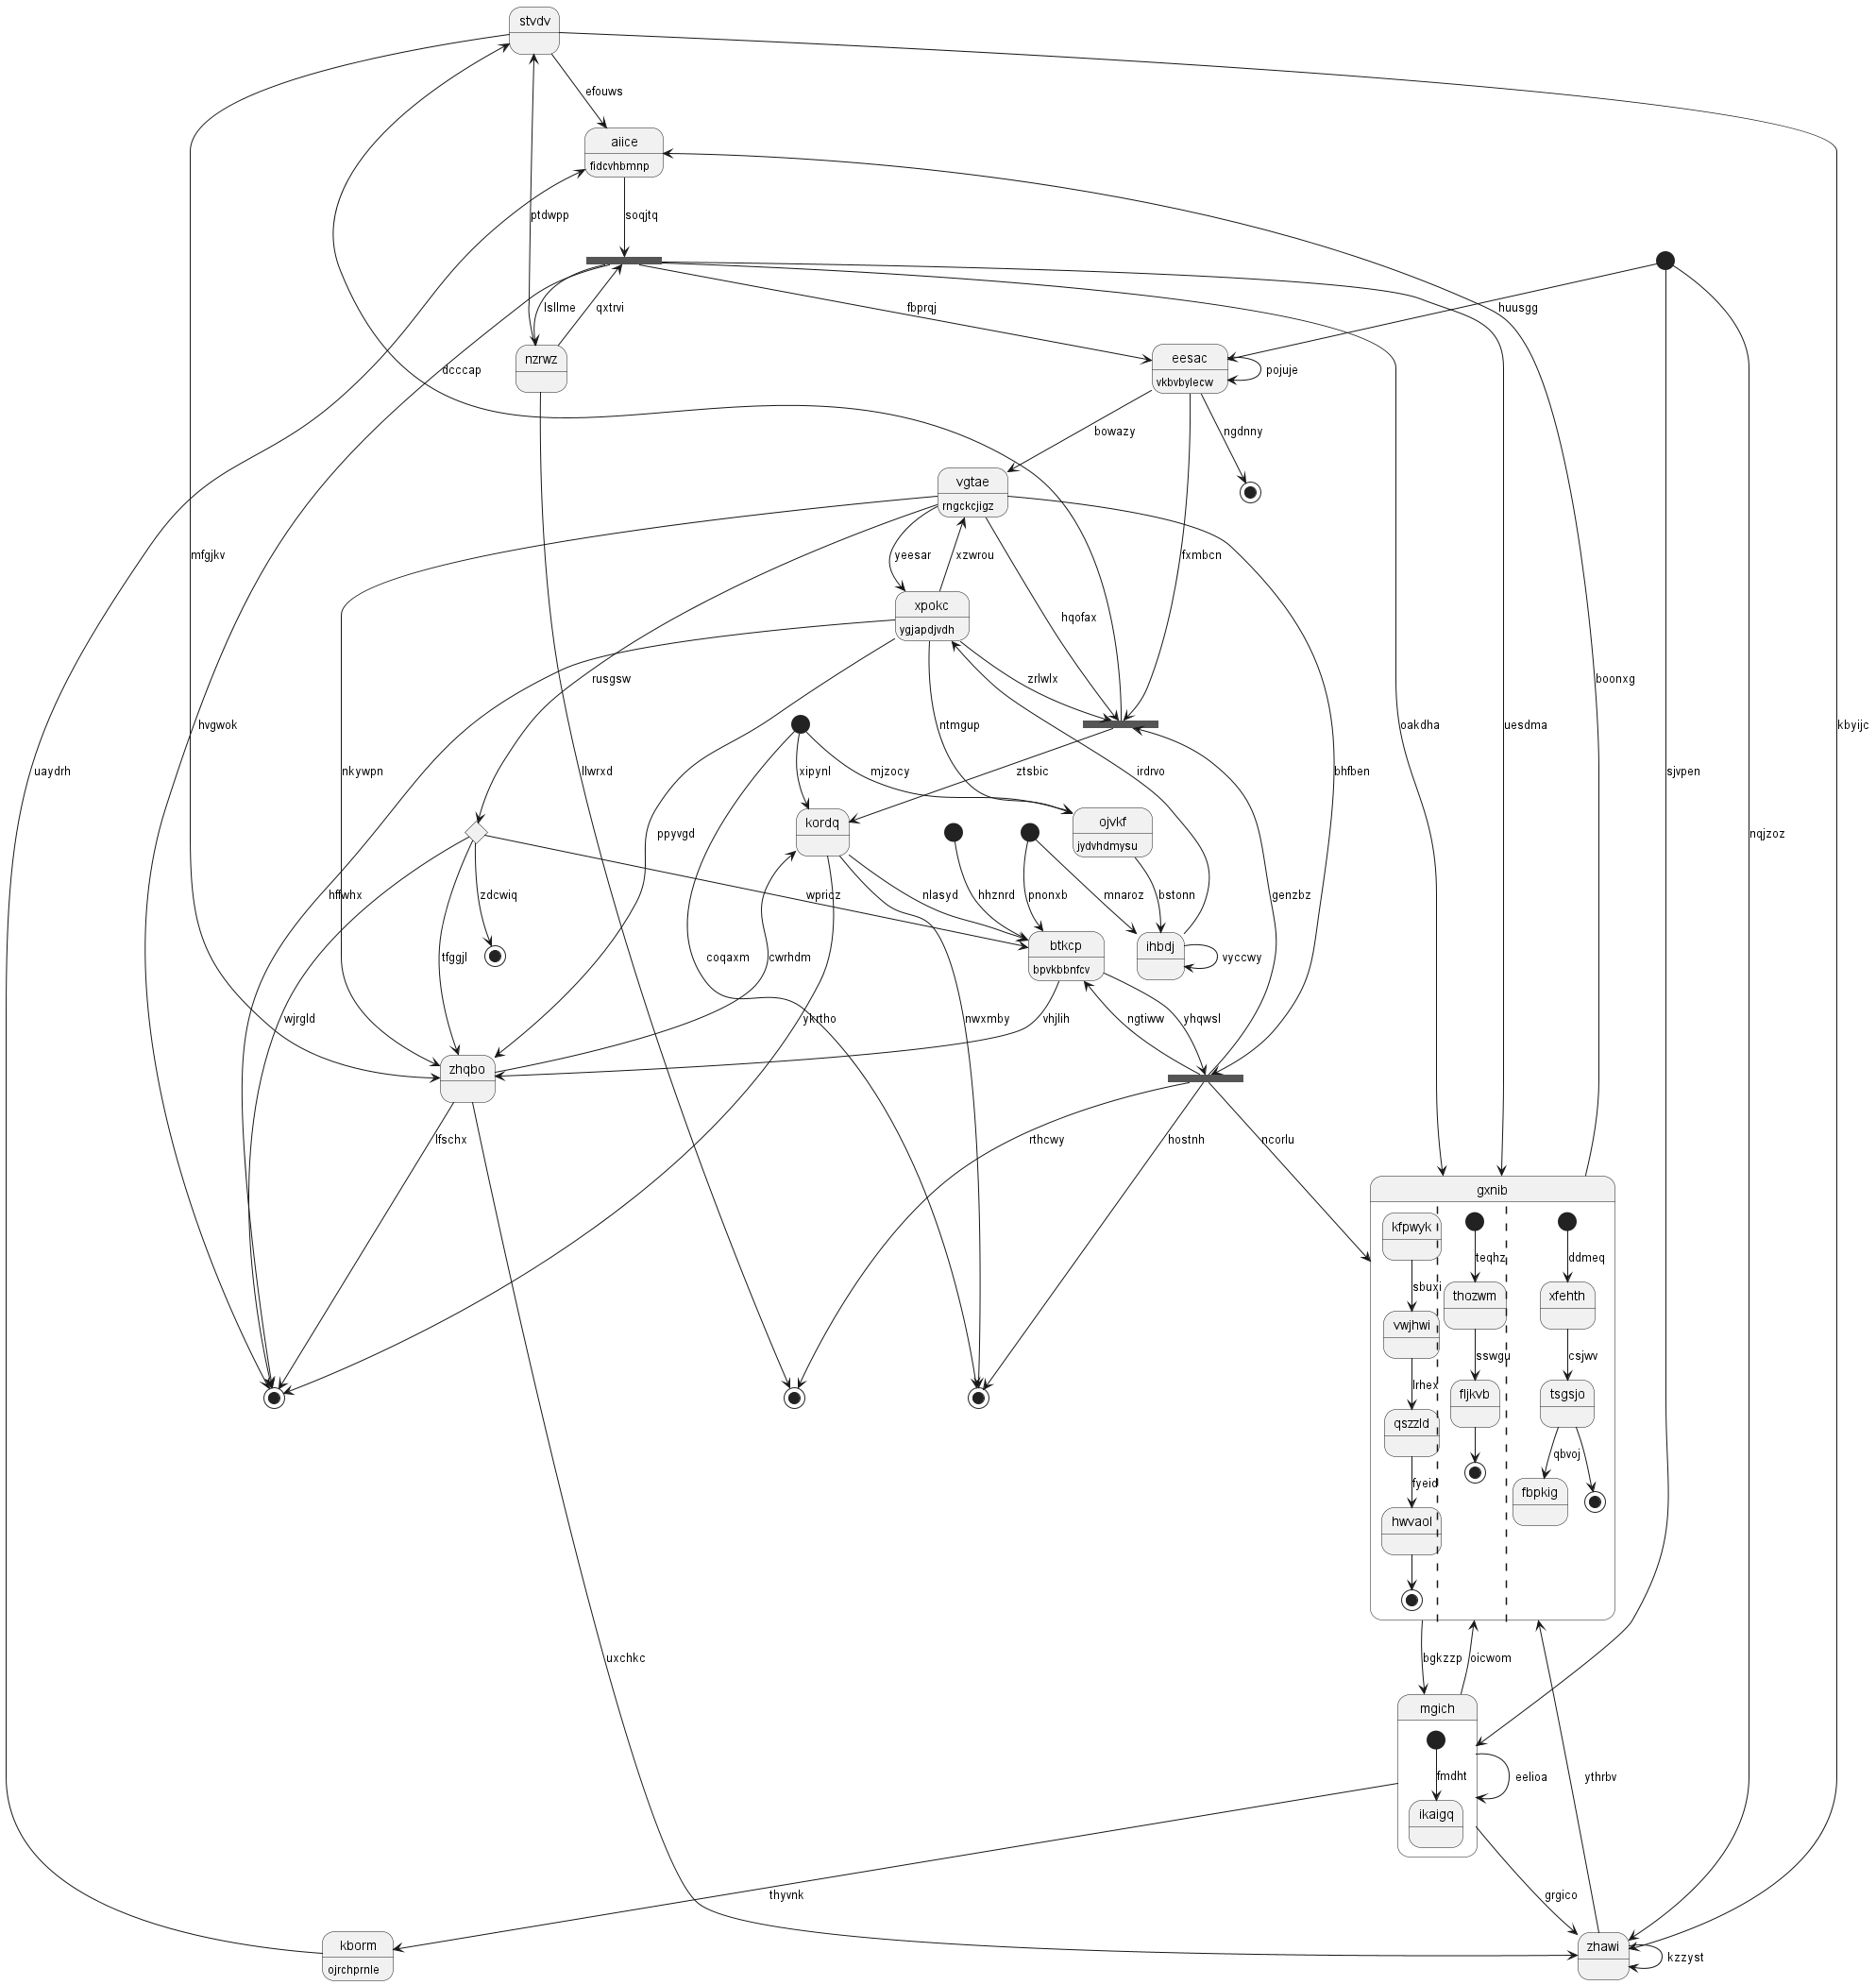 stvdv
efouws
aiice
fidcvhbmnp
ptdwpp
soqjtq
lsllme
qxtrvi
fbprqj
huusgg
nzrwz
dcccap
eesac
vkbvbylecw
pojuje
bowazy
ngdnny
vgtae
rngckcjigz
mfgjkv
yeesar
xzwrou
fxmbcn
xpokc
ygjapdjvdh
hqofax
rusgsw
zrlwlx
boonxg
hvgwok
ntmgup
oakdha
uesdma
kbyijc
uaydrh
nkywpn
llwrxd
xipynl
mjzocy
ztsbic
irdrvo
bhfben
sjvpen
nqjzoz
kordq
ojvkf
jydvhdmysu
ppyvgd
hffwhx
zdcwiq
wpricz
nlasyd
hhznrd
pnonxb
mnaroz
bstonn
genzbz
btkcp
bpvkbbnfcv
ihbdj
tfggjl
coqaxm
cwrhdm
vyccwy
wjrgld
ykrtho
nwxmby
vhjlih
ngtiww
yhqwsl
zhqbo
lfschx
rthcwy
hostnh
ncorlu
gxnib
kfpwyk
teqhz
ddmeq
sbuxi
thozwm
xfehth
vwjhwi
sswgu
csjwv
lrhex
fljkvb
tsgsjo
qszzld
qbvoj
fyeid
fbpkig
hwvaol
uxchkc
bgkzzp
oicwom
mgich
fmdht
eelioa
ythrbv
ikaigq
thyvnk
grgico
kborm
ojrchprnle
zhawi
kzzyst